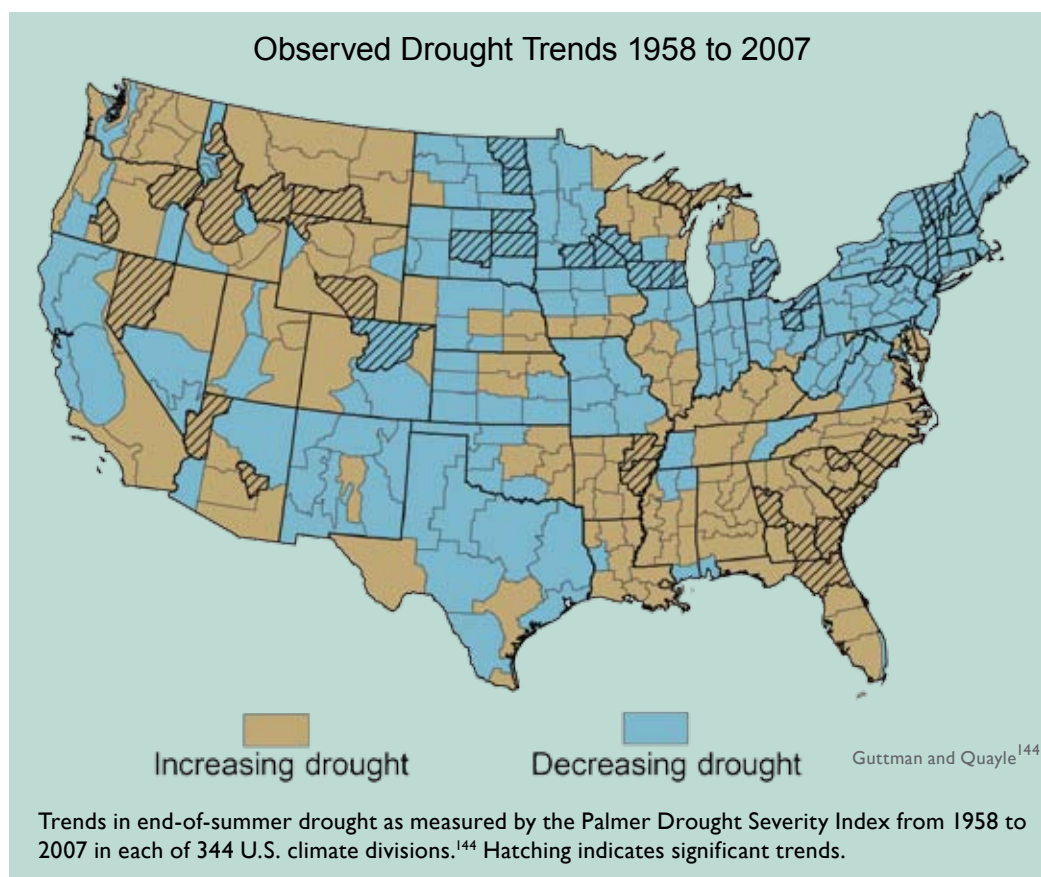 Observed Drought Trends 1958 to 2007
Increasing drought
Decreasing drought
Guttman and Quayle144
Trends in end-of-summer drought as measured by the Palmer Drought Severity Index from 1958 to
2007 in each of 344 U.S. climate divisions.144 Hatching indicates significant trends.